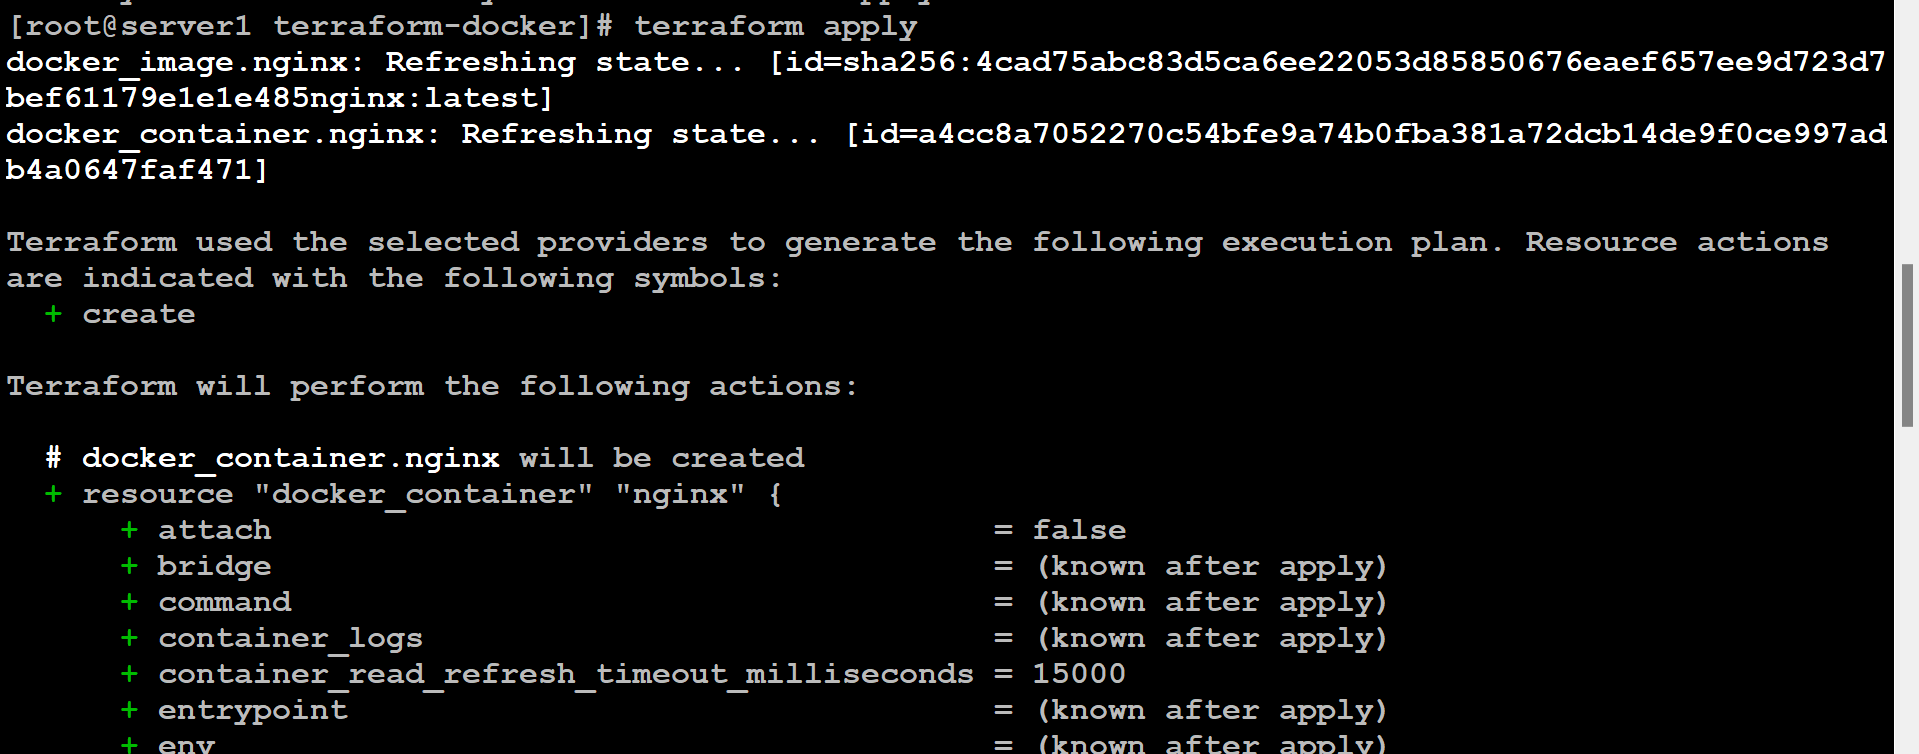 [root@server1 terraform-docker]# terraform apply
docker_image.nginx: Refreshing state... [id=sha256:4cad75abc83d5ca6ee22053d85850676eaef657ee9d723d7
bef61179e1e1e485nginx:latest]
docker_container.nginx: Refreshing state... [id=a4cc8a7052270c54bfe9a74b0fba381a72dcb14de9f0ce997ad
b4a0647faf471]
Terraform used the selected providers to generate the following execution plan. Resource actions
are indicated with the following symbols:
  + create
Terraform will perform the following actions:
  # docker_container.nginx will be created
  + resource "docker_container" "nginx" {
      + attach                                      = false
      + bridge                                      = (known after apply)
      + command                                     = (known after apply)
      + container_logs                              = (known after apply)
      + container_read_refresh_timeout_milliseconds = 15000
      + entrypoint                                  = (known after apply)
      + env                                         = (known after apply)